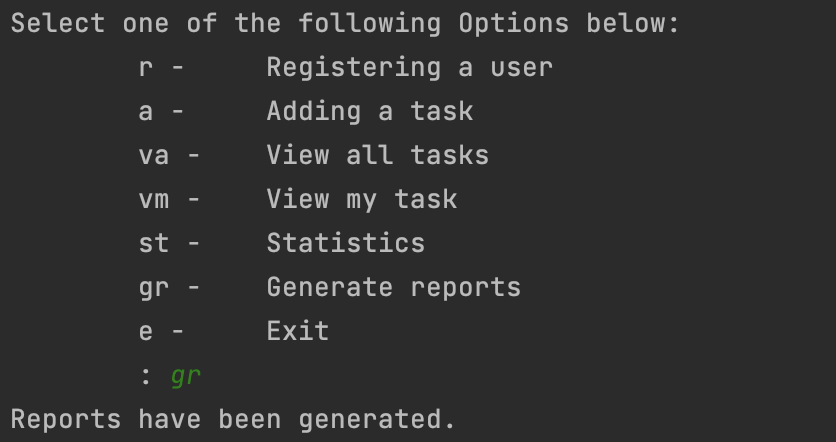 Select one of the following Options below:
r -     Registering a user
a -     Adding a task
va -    View all tasks
vm -    View my task
st -    Statistics
gr -    Generate reports
e -     Exit
: gr
Reports have been generated.